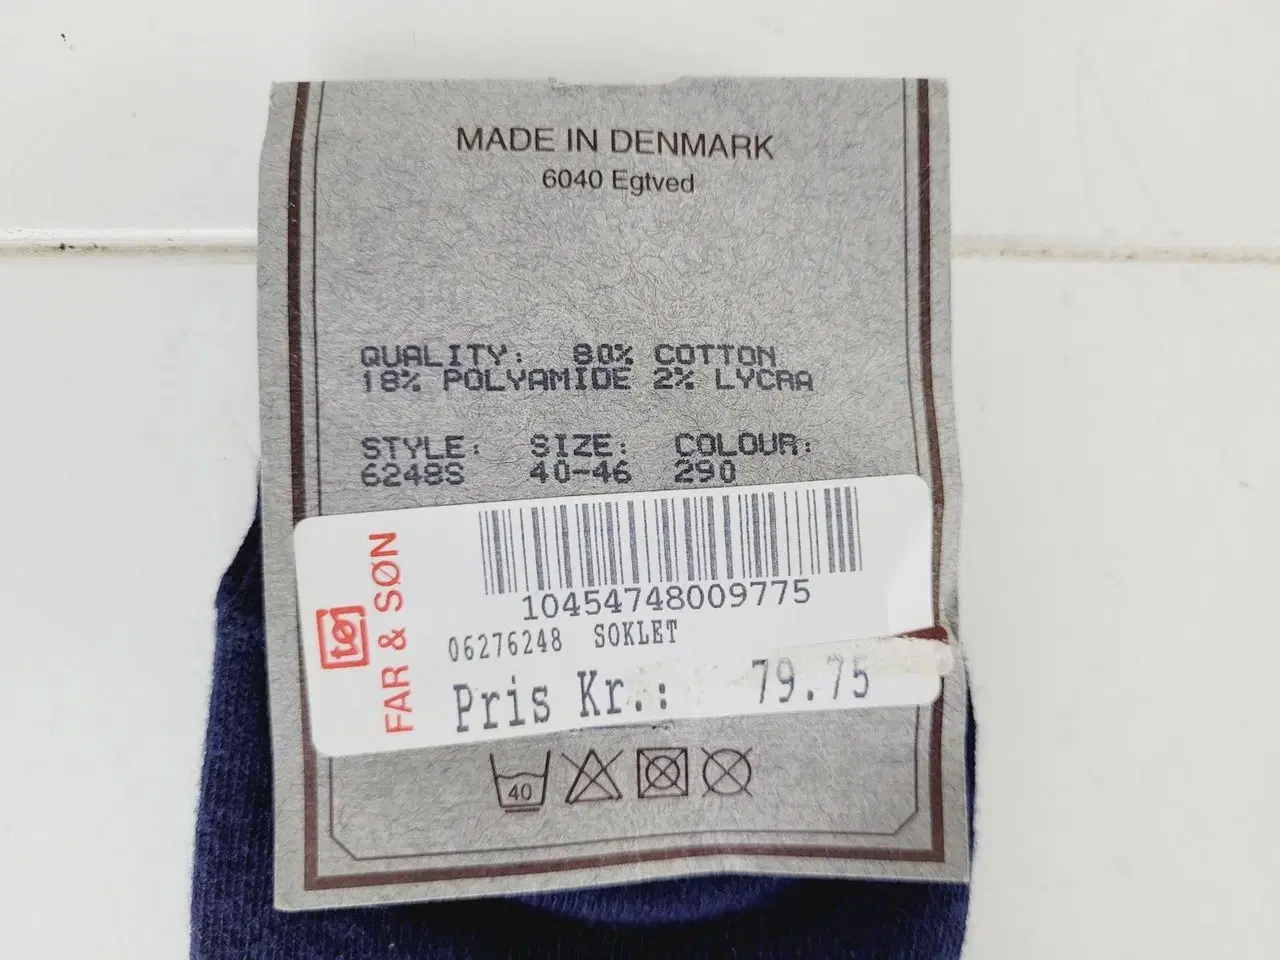 MADE IN DENMARK
6040 Egtved
QUALITY: 80% COTTON
18% POLYAMIDE 2% LYCRA
STYLE: SIZE: COLOUR:
6248S 40-46 290
tøj
FAR & SØN
10454748009775
06276248 SOKLET
Pris Kr.: 79.75
40